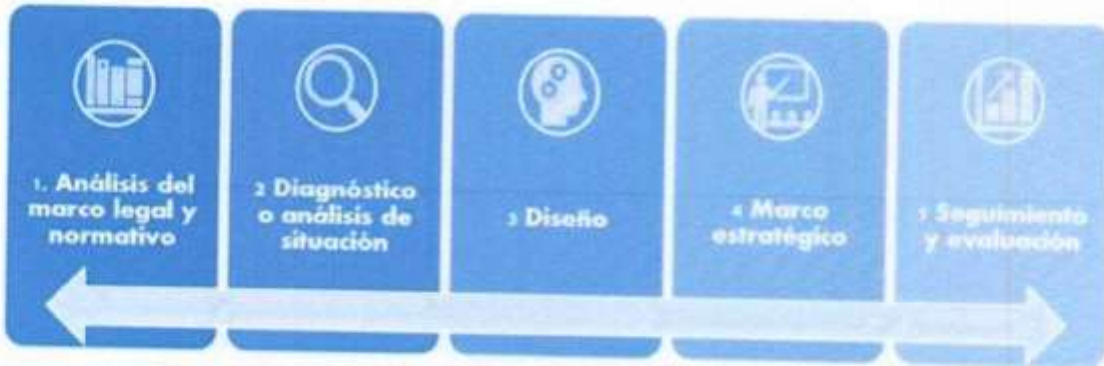 1. Análisis del
marco legal y
normativo
2 Diagnóstico
o análisis de
situación
3 Diseño
4 Marco
estratégico
5 Seguimiento
y evaluación